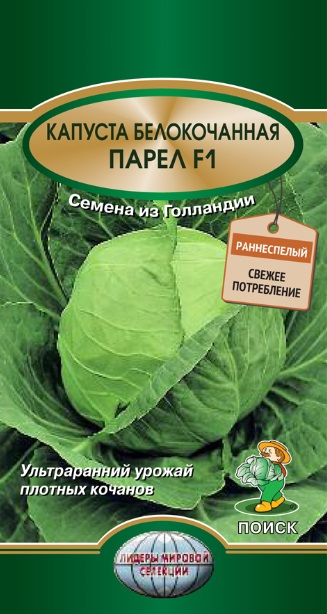 КАПУСТА БЕЛОКОЧАННАЯ
ПАРЕЛ F1
Семена из Голландии
РАННЕСПЕЛЫЙ
СВЕЖЕЕ
ПОТРЕБЛЕНИЕ
Ультраранний урожай
плотных кочанов
ПОИСК
ЛИДЕРЫ МИРОВОЙ
СЕЛЕКЦИИ